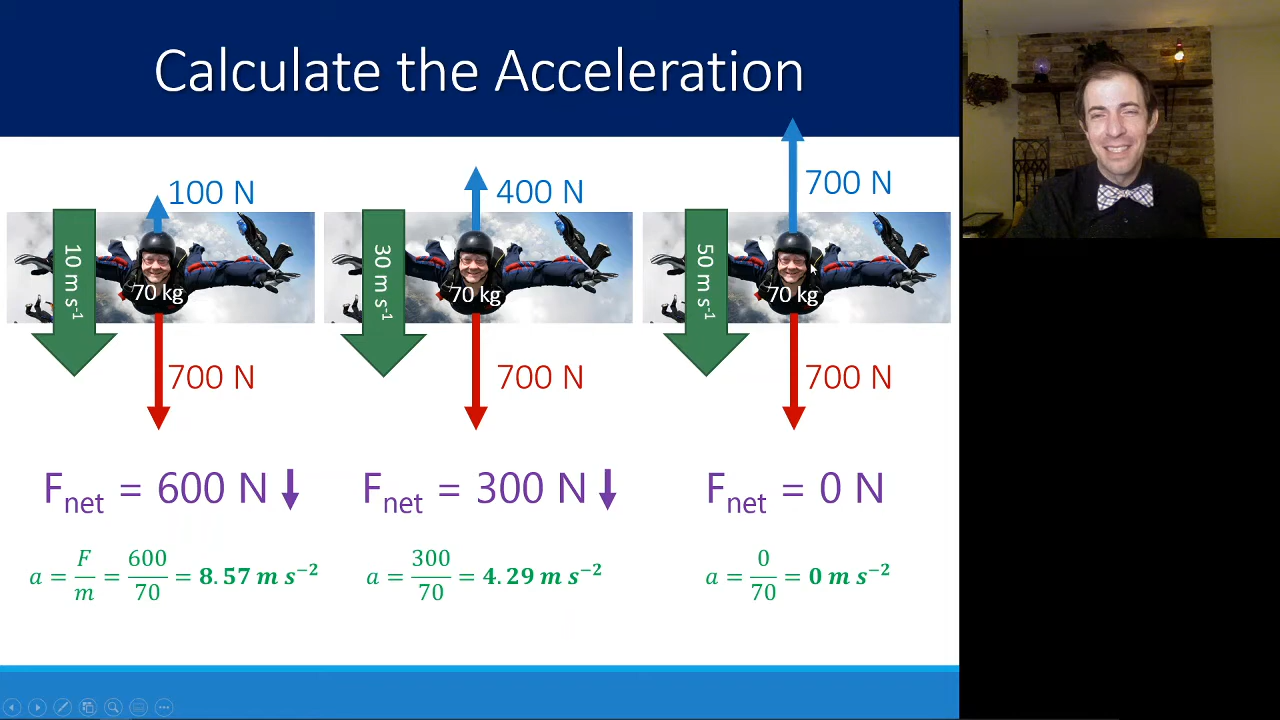 Calculate the Acceleration
100 N
10 m s⁻¹
70 kg
700 N
Fnet = 600 N ↓
a = F/m = 600/70 = 8.57 m s⁻²
400 N
30 m s⁻¹
70 kg
700 N
Fnet = 300 N ↓
a = 300/70 = 4.29 m s⁻²
700 N
50 m s⁻¹
70 kg
700 N
Fnet = 0 N
a = 0/70 = 0 m s⁻²